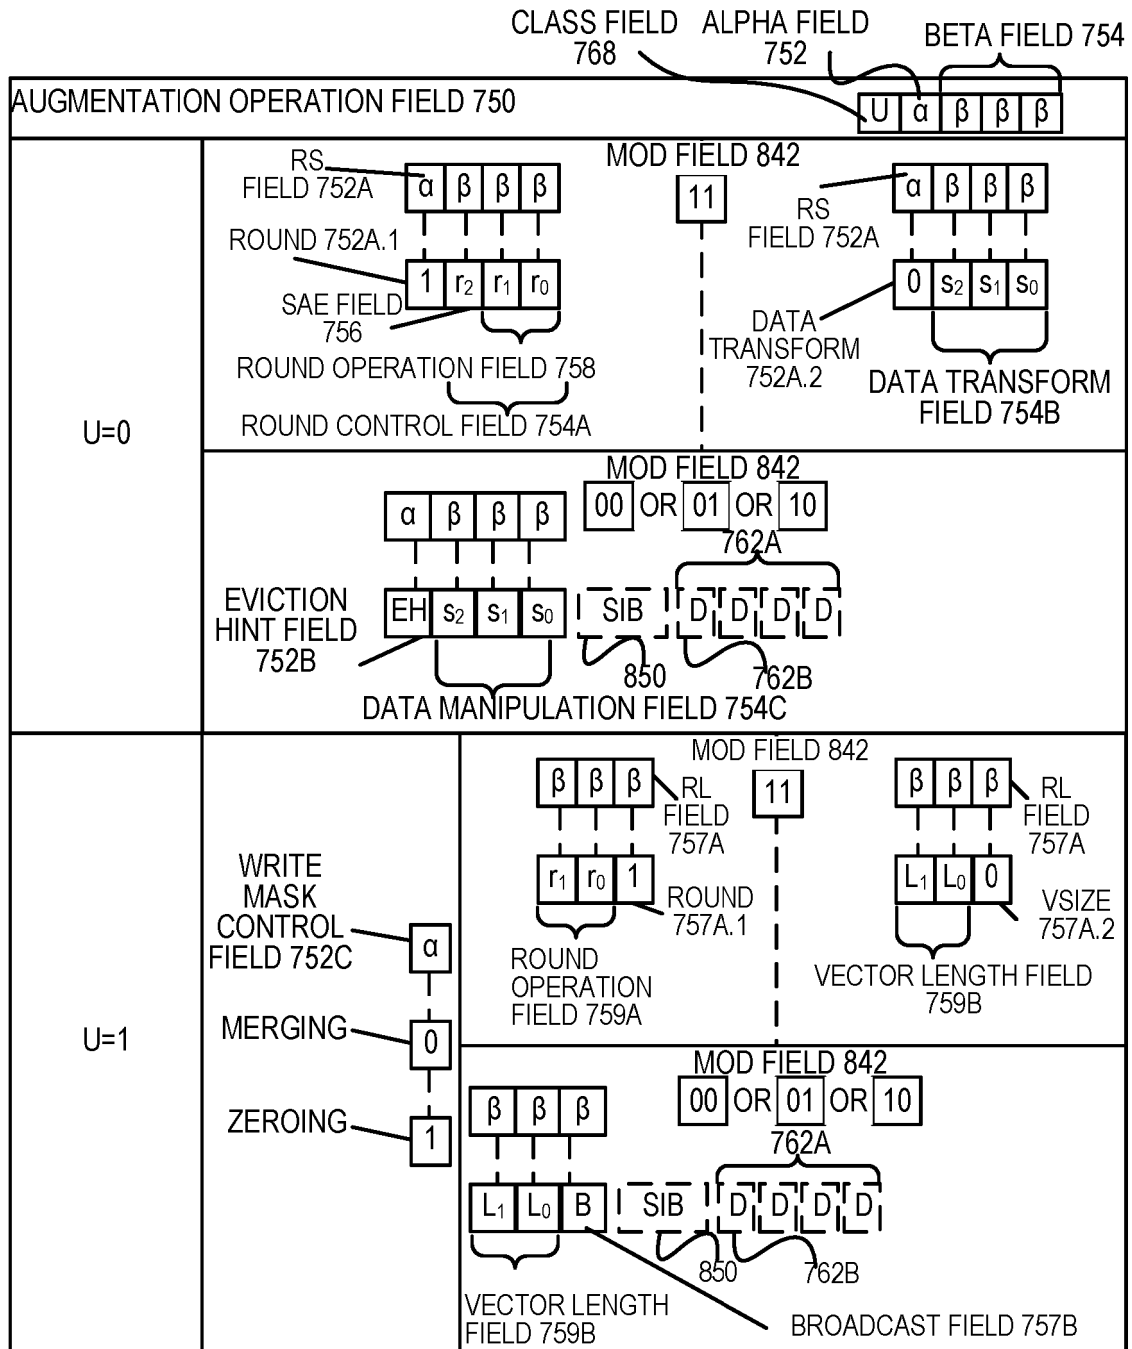 CLASS FIELD
768
ALPHA FIELD
752
BETA FIELD 754
AUGMENTATION OPERATION FIELD 750
U α β β β
U=0
MOD FIELD 842
11
RS
FIELD 752A
α β β β
ROUND 752A.1
1 r2 r1 r0
SAE FIELD
756
ROUND OPERATION FIELD 758
ROUND CONTROL FIELD 754A
α β β β
RS
FIELD 752A
0 s2 s1 s0
DATA
TRANSFORM
752A.2
DATA TRANSFORM
FIELD 754B
MOD FIELD 842
00 OR 01 OR 10
α β β β
762A
EH s2 s1 s0 SIB D D D D
EVICTION
HINT FIELD
752B
850
762B
DATA MANIPULATION FIELD 754C
U=1
WRITE
MASK
CONTROL
FIELD 752C
α
MERGING
0
ZEROING
1
MOD FIELD 842
11
β β β
RL
FIELD
757A
r1 r0 1
ROUND
757A.1
ROUND
OPERATION
FIELD 759A
β β β
RL
FIELD
757A
L1 L0 0
VSIZE
757A.2
VECTOR LENGTH FIELD
759B
MOD FIELD 842
00 OR 01 OR 10
β β β
762A
L1 L0 B SIB D D D D
850
762B
VECTOR LENGTH
FIELD 759B
BROADCAST FIELD 757B